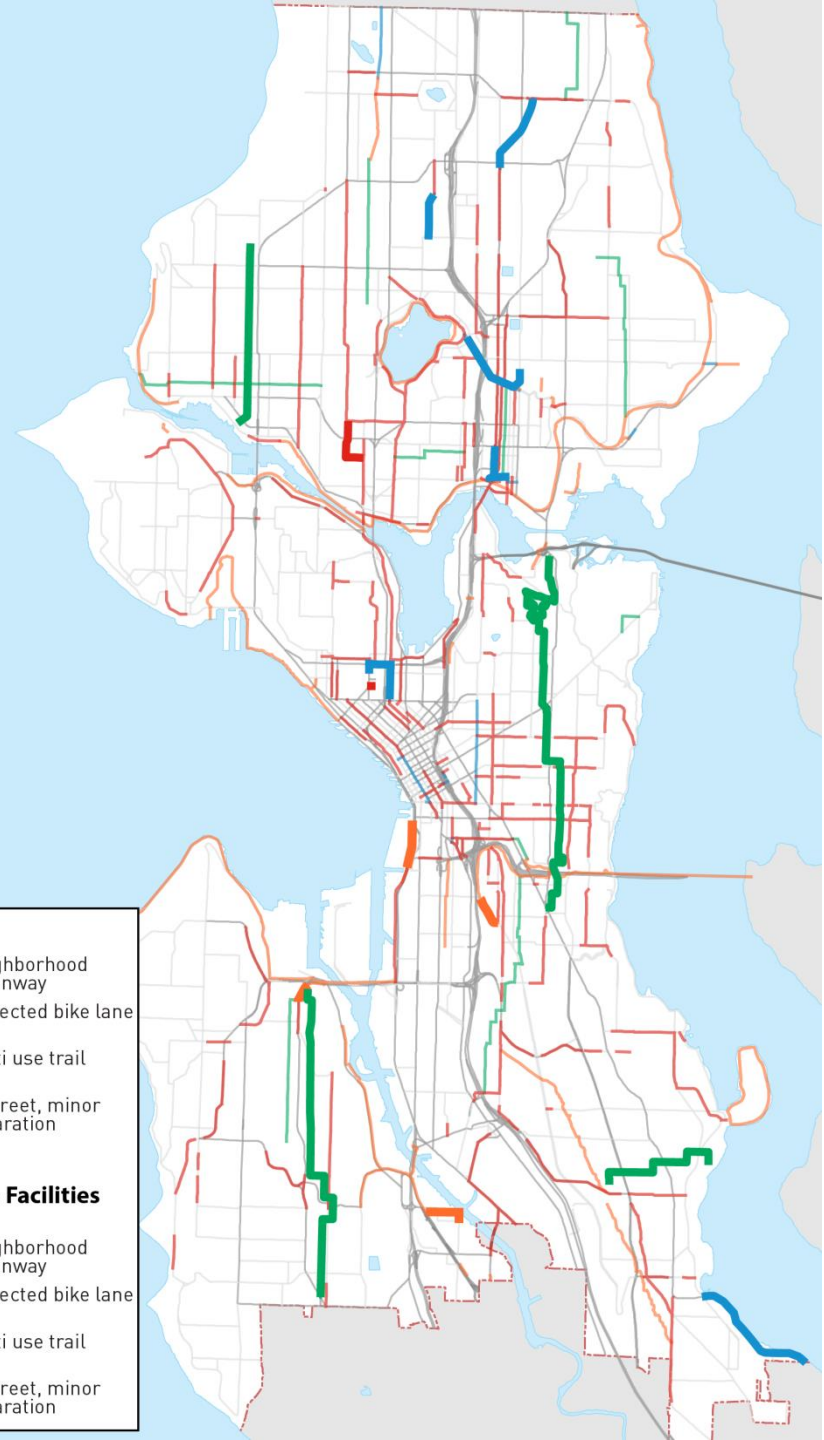 ghborhood
nway
ected bike lane
i use trail
reet, minor
aration
Facilities
ghborhood
nway
ected bike lane
i use trail
reet, minor
aration